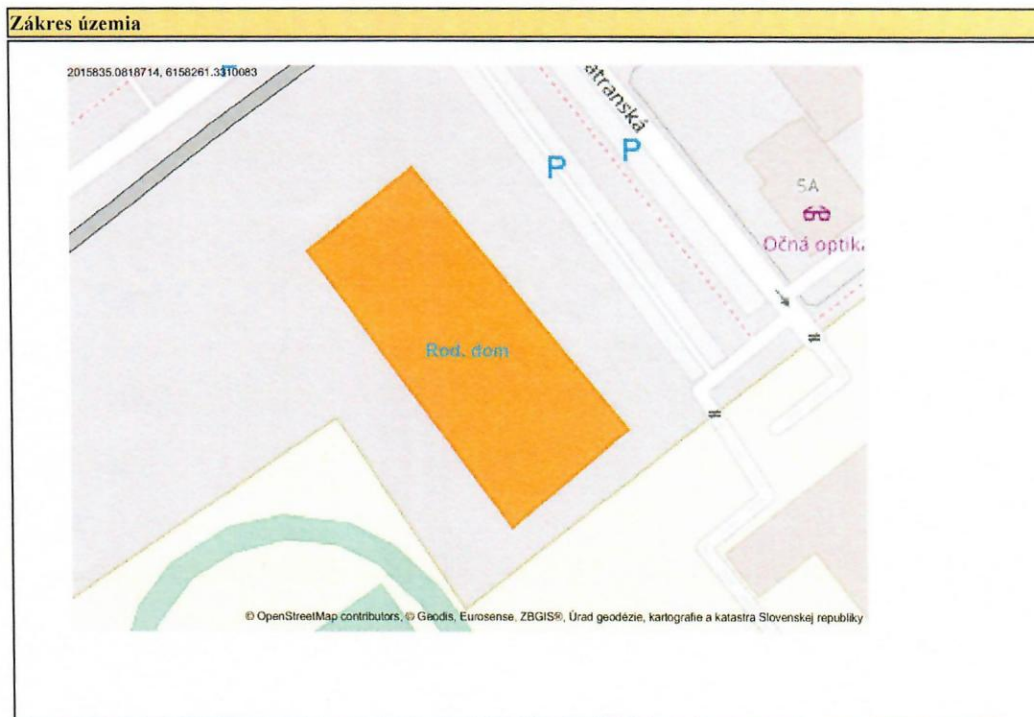 Zákres územia
2015835.0818714, 6158261.3310083
P
atranská
P
5A
Očná optika
Rod. dom
© OpenStreetMap contributors, © Geodis, Eurosense, ZBGIS®, Úrad geodézie, kartografie a katastra Slovenskej republiky